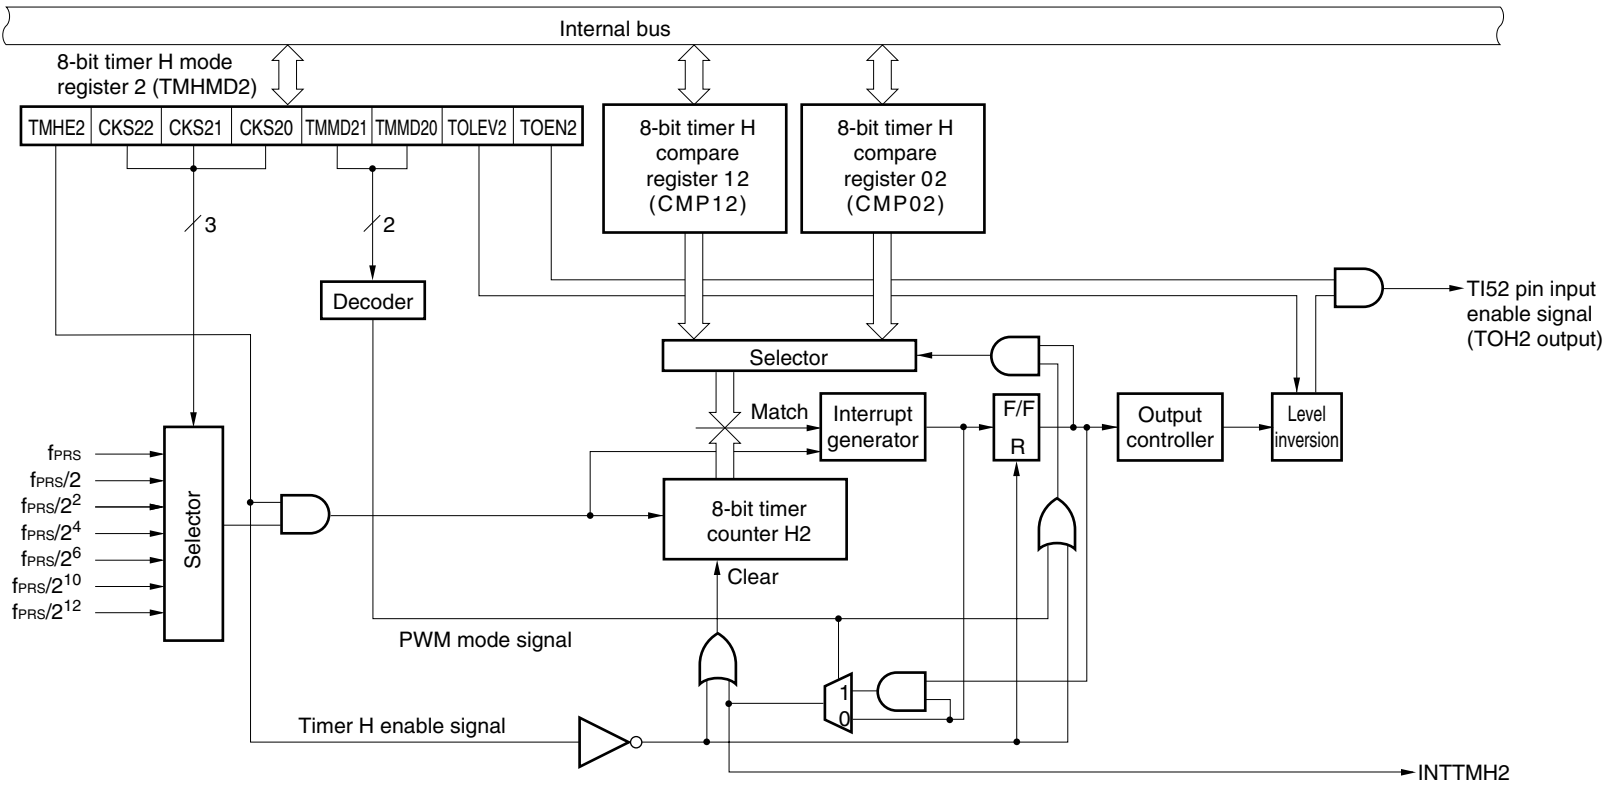 Internal bus
8-bit timer H mode
register 2 (TMHMD2)
TMHE2 CKS22 CKS21 CKS20 TMMD21 TMMD20 TOLEV2 TOEN2
8-bit timer H
compare
register 12
(CMP12)
8-bit timer H
compare
register 02
(CMP02)
3
2
Decoder
TI52 pin input
enable signal
(TOH2 output)
Selector
Match
Interrupt
generator
F/F
R
Output
controller
Level
inversion
fPRS
fPRS/2
fPRS/2²
fPRS/2⁴
fPRS/2⁶
fPRS/2¹⁰
fPRS/2¹²
Selector
8-bit timer
counter H2
Clear
PWM mode signal
1
0
Timer H enable signal
INTTMH2